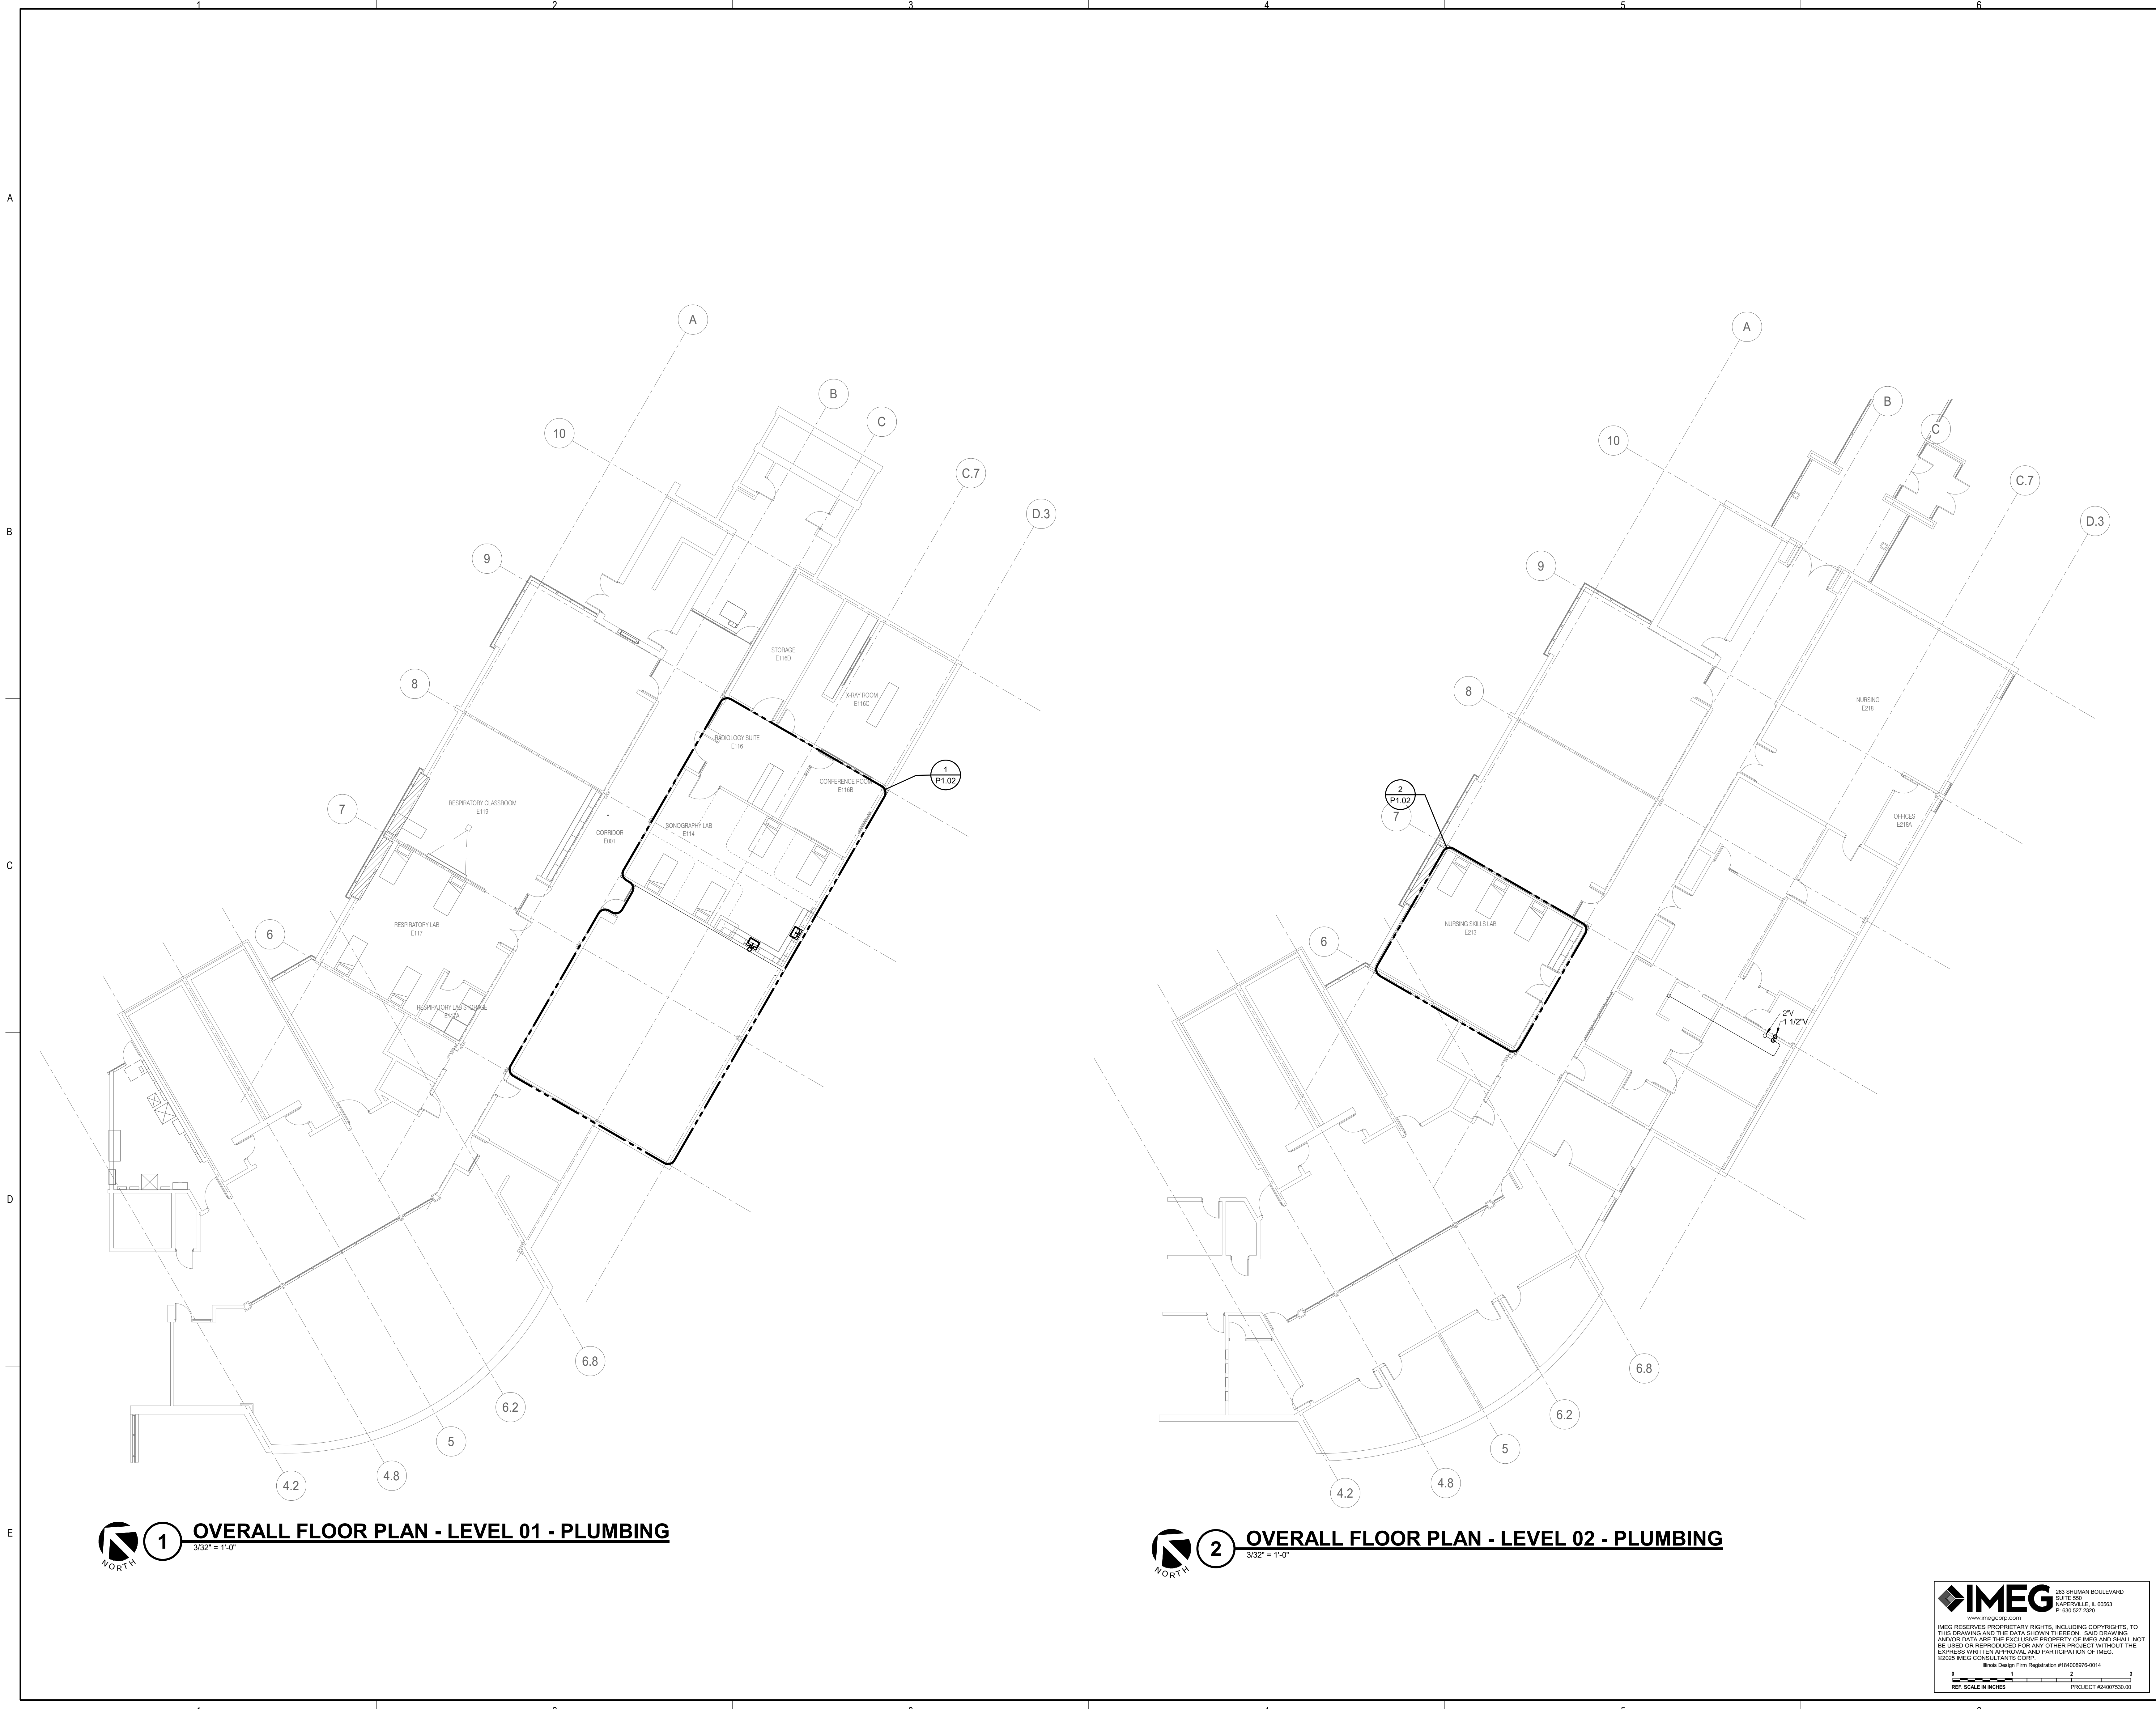 1 2 3 4 5 6
A
B
C
D
E
A
B
C
C.7
D.3
10
9
8
7
6
STORAGE
E116D
X-RAY ROOM
E116C
RADIOLOGY SUITE
E116
CONFERENCE ROOM
E116B
1
P1.02
RESPIRATORY CLASSROOM
E119
SONOGRAPHY LAB
E114
CORRIDOR
E001
RESPIRATORY LAB
E117
RESPIRATORY LAB STORAGE
E117A
6.8
6.2
5
4.8
4.2
NORTH
1
OVERALL FLOOR PLAN - LEVEL 01 - PLUMBING
3/32" = 1'-0"
A
B
C
C.7
D.3
10
9
8
7
6
NURSING
E218
OFFICES
E218A
2
P1.02
NURSING SKILLS LAB
E213
2"V
1 1/2"V
6.8
6.2
5
4.8
4.2
NORTH
2
OVERALL FLOOR PLAN - LEVEL 02 - PLUMBING
3/32" = 1'-0"
IMEG
www.imegcorp.com
263 SHUMAN BOULEVARD
SUITE 550
NAPERVILLE, IL 60563
P: 630.527.2320
IMEG RESERVES PROPRIETARY RIGHTS, INCLUDING COPYRIGHTS, TO
THIS DRAWING AND THE DATA SHOWN THEREON. SAID DRAWING
AND/OR DATA ARE THE EXCLUSIVE PROPERTY OF IMEG AND SHALL NOT
BE USED OR REPRODUCED FOR ANY OTHER PROJECT WITHOUT THE
EXPRESS WRITTEN APPROVAL AND PARTICIPATION OF IMEG.
©2025 IMEG CONSULTANTS CORP.
Illinois Design Firm Registration #184008976-0014
0 1 2 3
REF. SCALE IN INCHES PROJECT #24007530.00